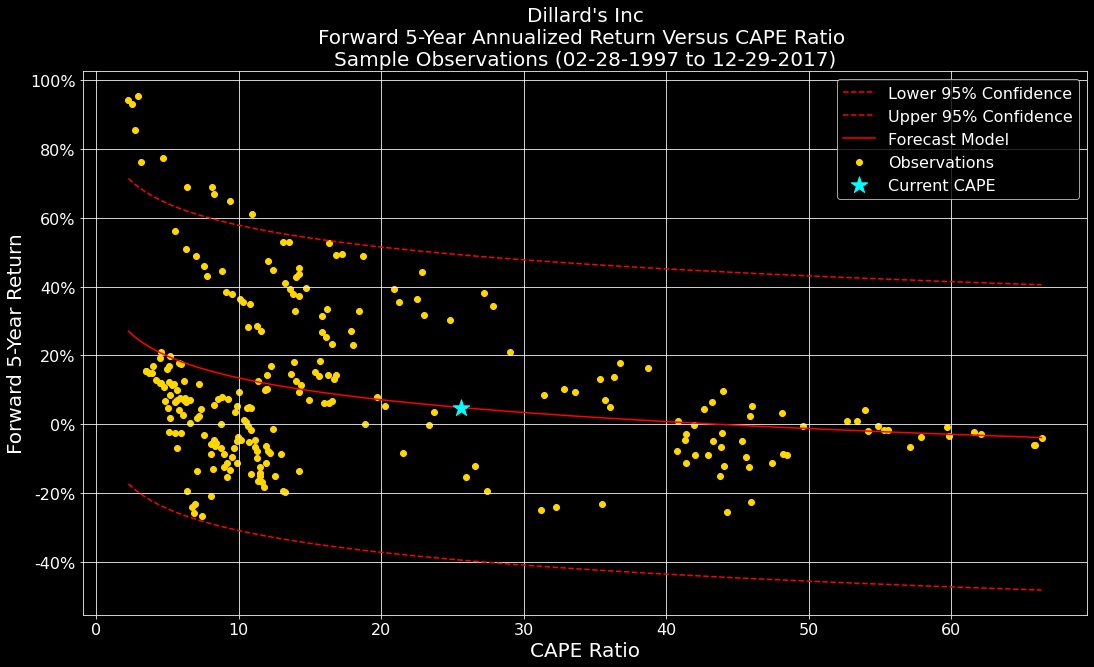 Dillard's Inc
Forward 5-Year Annualized Return Versus CAPE Ratio
Sample Observations (02-28-1997 to 12-29-2017)
100%
80%
60%
40%
20%
0%
-20%
-40%
Forward 5-Year Return
Lower 95% Confidence
Upper 95% Confidence
Forecast Model
Observations
Current CAPE
0 10 20 30 40 50 60
CAPE Ratio